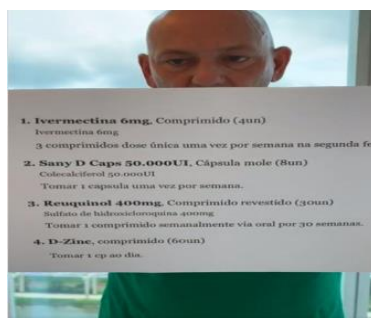 1. Ivermectina 6mg, Comprimido (4un)
Ivermectina 6mg
3 comprimidos dose única uma vez por semana na segunda fe
2. Sany D Caps 50.000UI, Cápsula mole (8un)
Colecalciferol 50.000UI
Tomar 1 capsula uma vez por semana.
3. Reuquinol 400mg, Comprimido revestido (30un)
Sulfato de hidroxicloroquina 400mg
Tomar 1 comprimido semanalmente via oral por 30 semanas.
4. D-Zinc, comprimido (60un)
Tomar 1 cp ao dia.